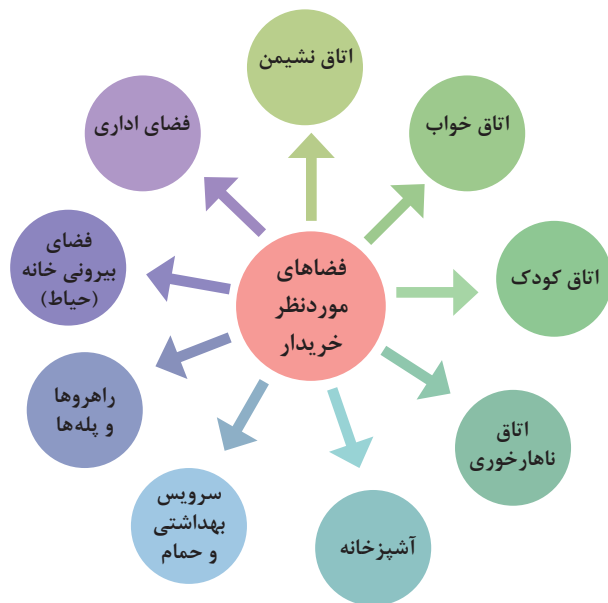 فضاهای
موردنظر
خریدار
اتاق نشیمن
اتاق خواب
اتاق کودک
اتاق
ناهارخوری
آشپزخانه
سرویس
بهداشتی
و حمام
راهروها
و پله‌ها
فضای
بیرونی خانه
(حیاط)
فضای اداری